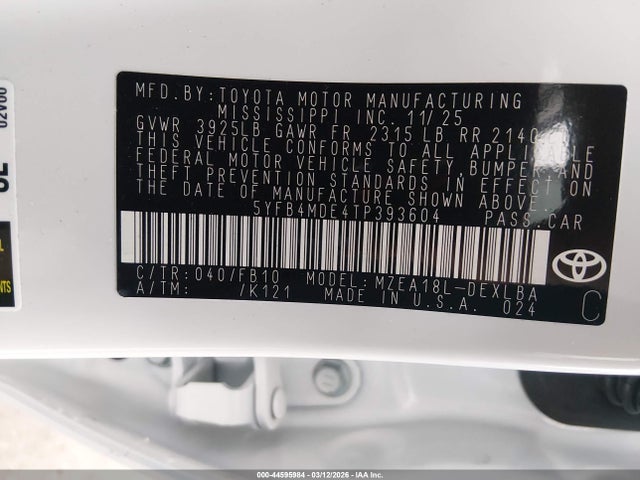 MFD.BY:TOYOTA MOTOR MANUFACTURING
MISSISSIPPI INC. 11/25
GVWR 3925LB GAWR FR 2315LB RR 2140
THIS VEHICLE CONFORMS TO ALL APPLICABLE
FEDERAL MOTOR VEHICLE SAFETY, BUMPER, AND
THEFT PREVENTION STANDARDS IN EFFECT ON
THE DATE OF MANUFACTURE SHOWN ABOVE.
5YFB4MDE4TP393604 PASS.CAR
C/TR: 040/FB10 MODEL: MZEA18L-DEXLBA
A/TM: /K121 MADE IN U.S.A. 024
C
000-44595984 - 03/12/2026 - IAA Inc.